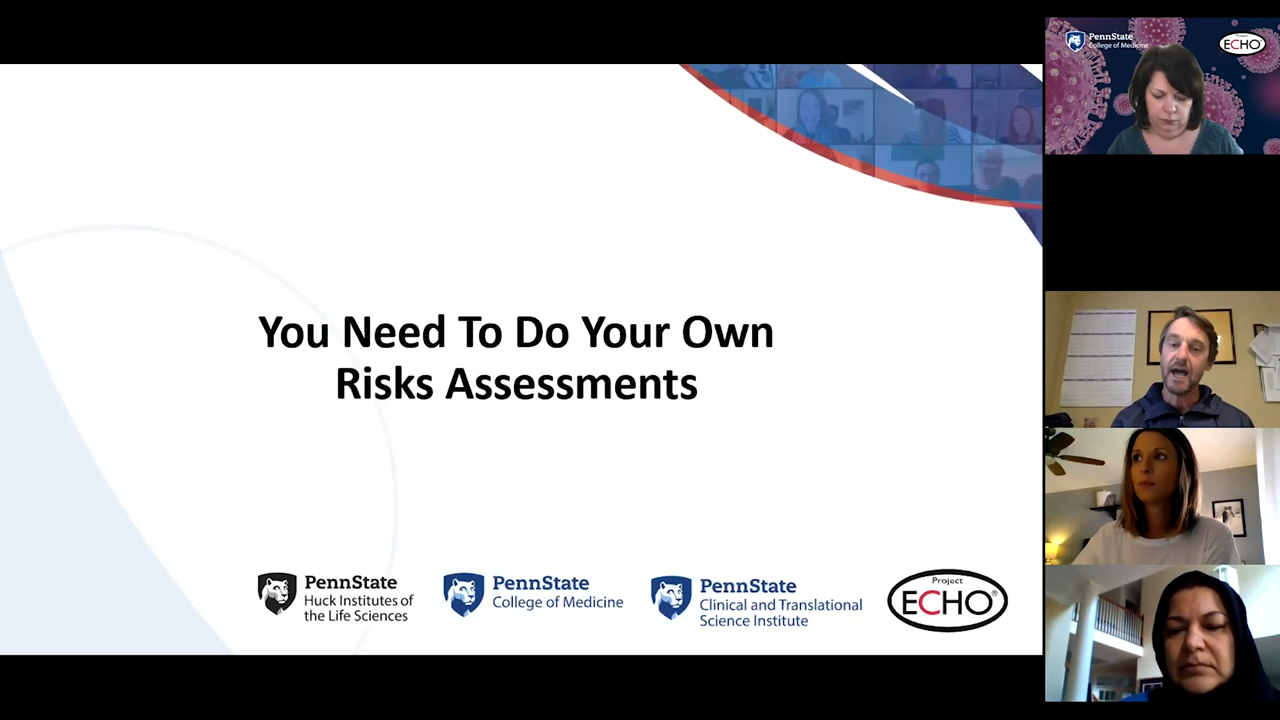 You Need To Do Your Own
Risks Assessments
PennState
Huck Institutes of
the Life Sciences
PennState
College of Medicine
PennState
Clinical and Translational
Science Institute
Project
ECHO®
PennState
College of Medicine
Project
ECHO